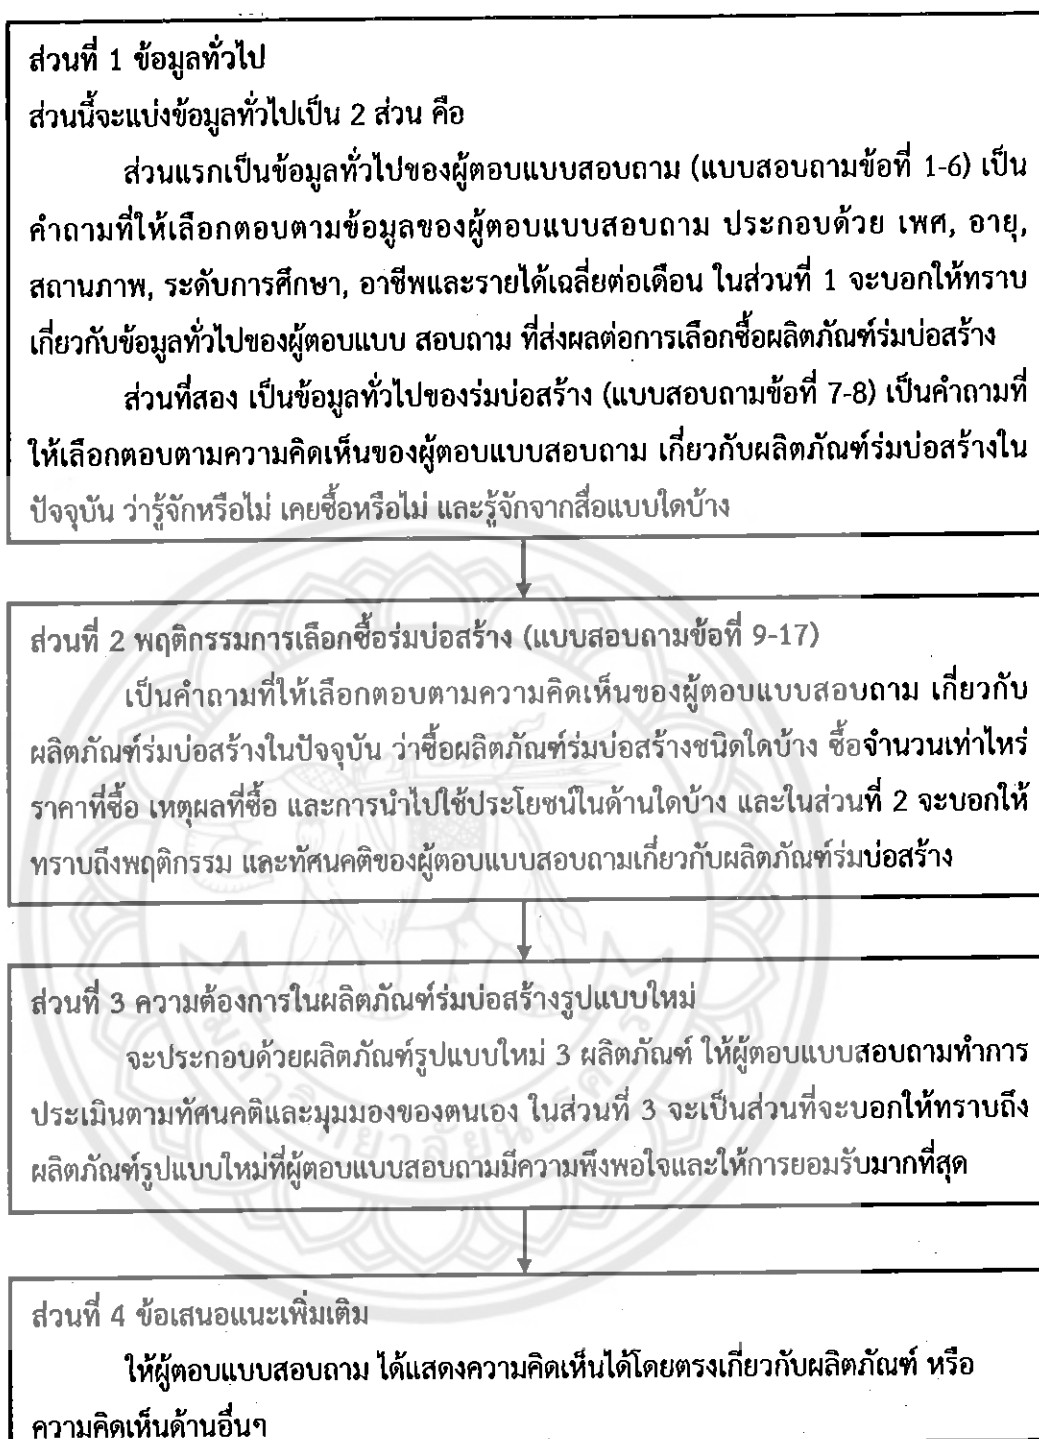 ส่วนที่ 1 ข้อมูลทั่วไป
ส่วนนี้จะแบ่งข้อมูลทั่วไปเป็น 2 ส่วน คือ
ส่วนแรกเป็นข้อมูลทั่วไปของผู้ตอบแบบสอบถาม (แบบสอบถามข้อที่ 1-6) เป็น
คำถามที่ให้เลือกตอบตามข้อมูลของผู้ตอบแบบสอบถาม ประกอบด้วย เพศ, อายุ,
สถานภาพ, ระดับการศึกษา, อาชีพและรายได้เฉลี่ยต่อเดือน ในส่วนที่ 1 จะบอกให้ทราบ
เกี่ยวกับข้อมูลทั่วไปของผู้ตอบแบบ สอบถาม ที่ส่งผลต่อการเลือกซื้อผลิตภัณฑ์ร่มบ่อสร้าง
ส่วนที่สอง เป็นข้อมูลทั่วไปของร่มบ่อสร้าง (แบบสอบถามข้อที่ 7-8) เป็นคำถามที่
ให้เลือกตอบตามความคิดเห็นของผู้ตอบแบบสอบถาม เกี่ยวกับผลิตภัณฑ์ร่มบ่อสร้างใน
ปัจจุบัน ว่ารู้จักหรือไม่ เคยซื้อหรือไม่ และรู้จักจากสื่อแบบใดบ้าง
ส่วนที่ 2 พฤติกรรมการเลือกซื้อร่มบ่อสร้าง (แบบสอบถามข้อที่ 9-17)
เป็นคำถามที่ให้เลือกตอบตามความคิดเห็นของผู้ตอบแบบสอบถาม เกี่ยวกับ
ผลิตภัณฑ์ร่มบ่อสร้างในปัจจุบัน ว่าซื้อผลิตภัณฑ์ร่มบ่อสร้างชนิดใดบ้าง ซื้อจำนวนเท่าไหร่
ราคาที่ซื้อ เหตุผลที่ซื้อ และการนำไปใช้ประโยชน์ในด้านใดบ้าง และในส่วนที่ 2 จะบอกให้
ทราบถึงพฤติกรรม และทัศนคติของผู้ตอบแบบสอบถามเกี่ยวกับผลิตภัณฑ์ร่มบ่อสร้าง
ส่วนที่ 3 ความต้องการในผลิตภัณฑ์ร่มบ่อสร้างรูปแบบใหม่
จะประกอบด้วยผลิตภัณฑ์รูปแบบใหม่ 3 ผลิตภัณฑ์ ให้ผู้ตอบแบบสอบถามทำการ
ประเมินตามทัศนคติและมุมมองของตนเอง ในส่วนที่ 3 จะเป็นส่วนที่จะบอกให้ทราบถึง
ผลิตภัณฑ์รูปแบบใหม่ที่ผู้ตอบแบบสอบถามมีความพึงพอใจและให้การยอมรับมากที่สุด
มหาวิทยาลัยนเรศวร
ส่วนที่ 4 ข้อเสนอแนะเพิ่มเติม
ให้ผู้ตอบแบบสอบถาม ได้แสดงความคิดเห็นได้โดยตรงเกี่ยวกับผลิตภัณฑ์ หรือ
ความคิดเห็นด้านอื่นๆ